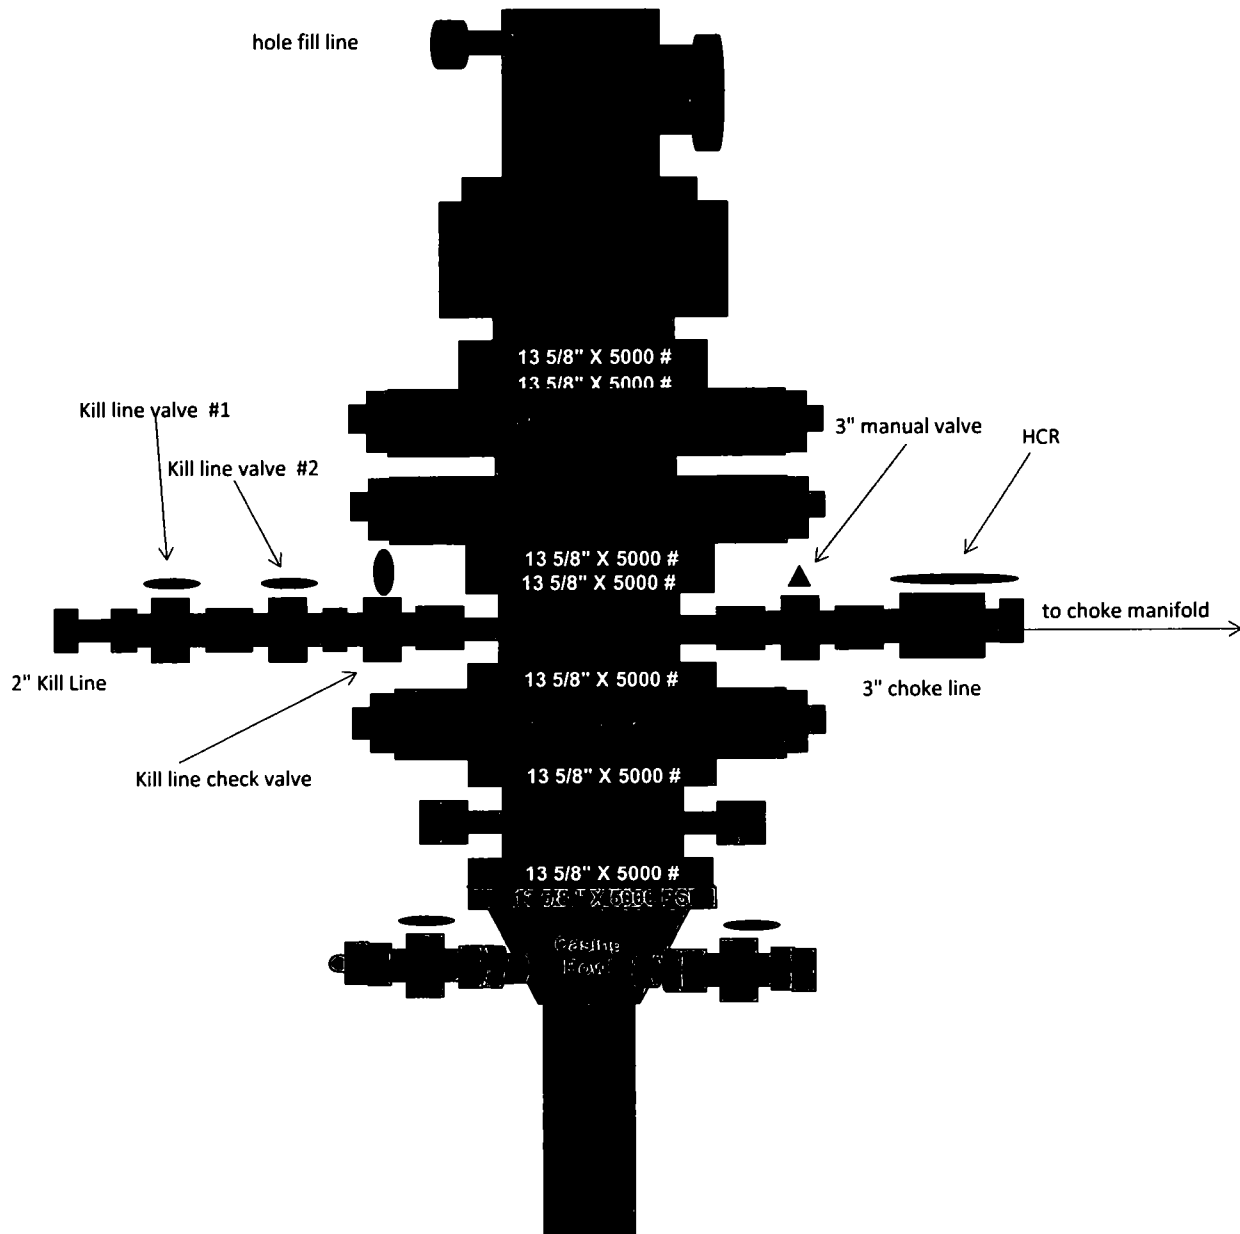 hole fill line
13 5/8" X 5000 #
13 5/8" X 5000 #
Kill line valve #1
3" manual valve
HCR
Kill line valve #2
13 5/8" X 5000 #
13 5/8" X 5000 #
to choke manifold
2" Kill Line
13 5/8" X 5000 #
3" choke line
Kill line check valve
13 5/8" X 5000 #
13 5/8" X 5000 #
Casing